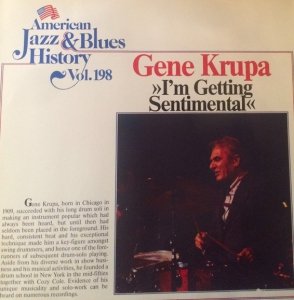 American
Jazz & Blues
History
Vol. 198
Gene Krupa
»I'm Getting
Sentimental«
Gene Krupa, born in Chicago in
1909, succeeded with his long drum soli in
making an instrument popular which had
always been heard, but until then had
seldom been placed in the foreground. His
hard, consistent beat and his exceptional
technique made him a key-figure amongst
swing drummers, and hence one of the fore-
runners of subsequent drum-solo playing.
Aside from his diverse work in show busi-
ness and his musical activities, he founded a
drum school in New York in the mid-fifties
together with Cozy Cole. Evidence of his
unique musicality and solo-work can be
heard on numerous recordings.